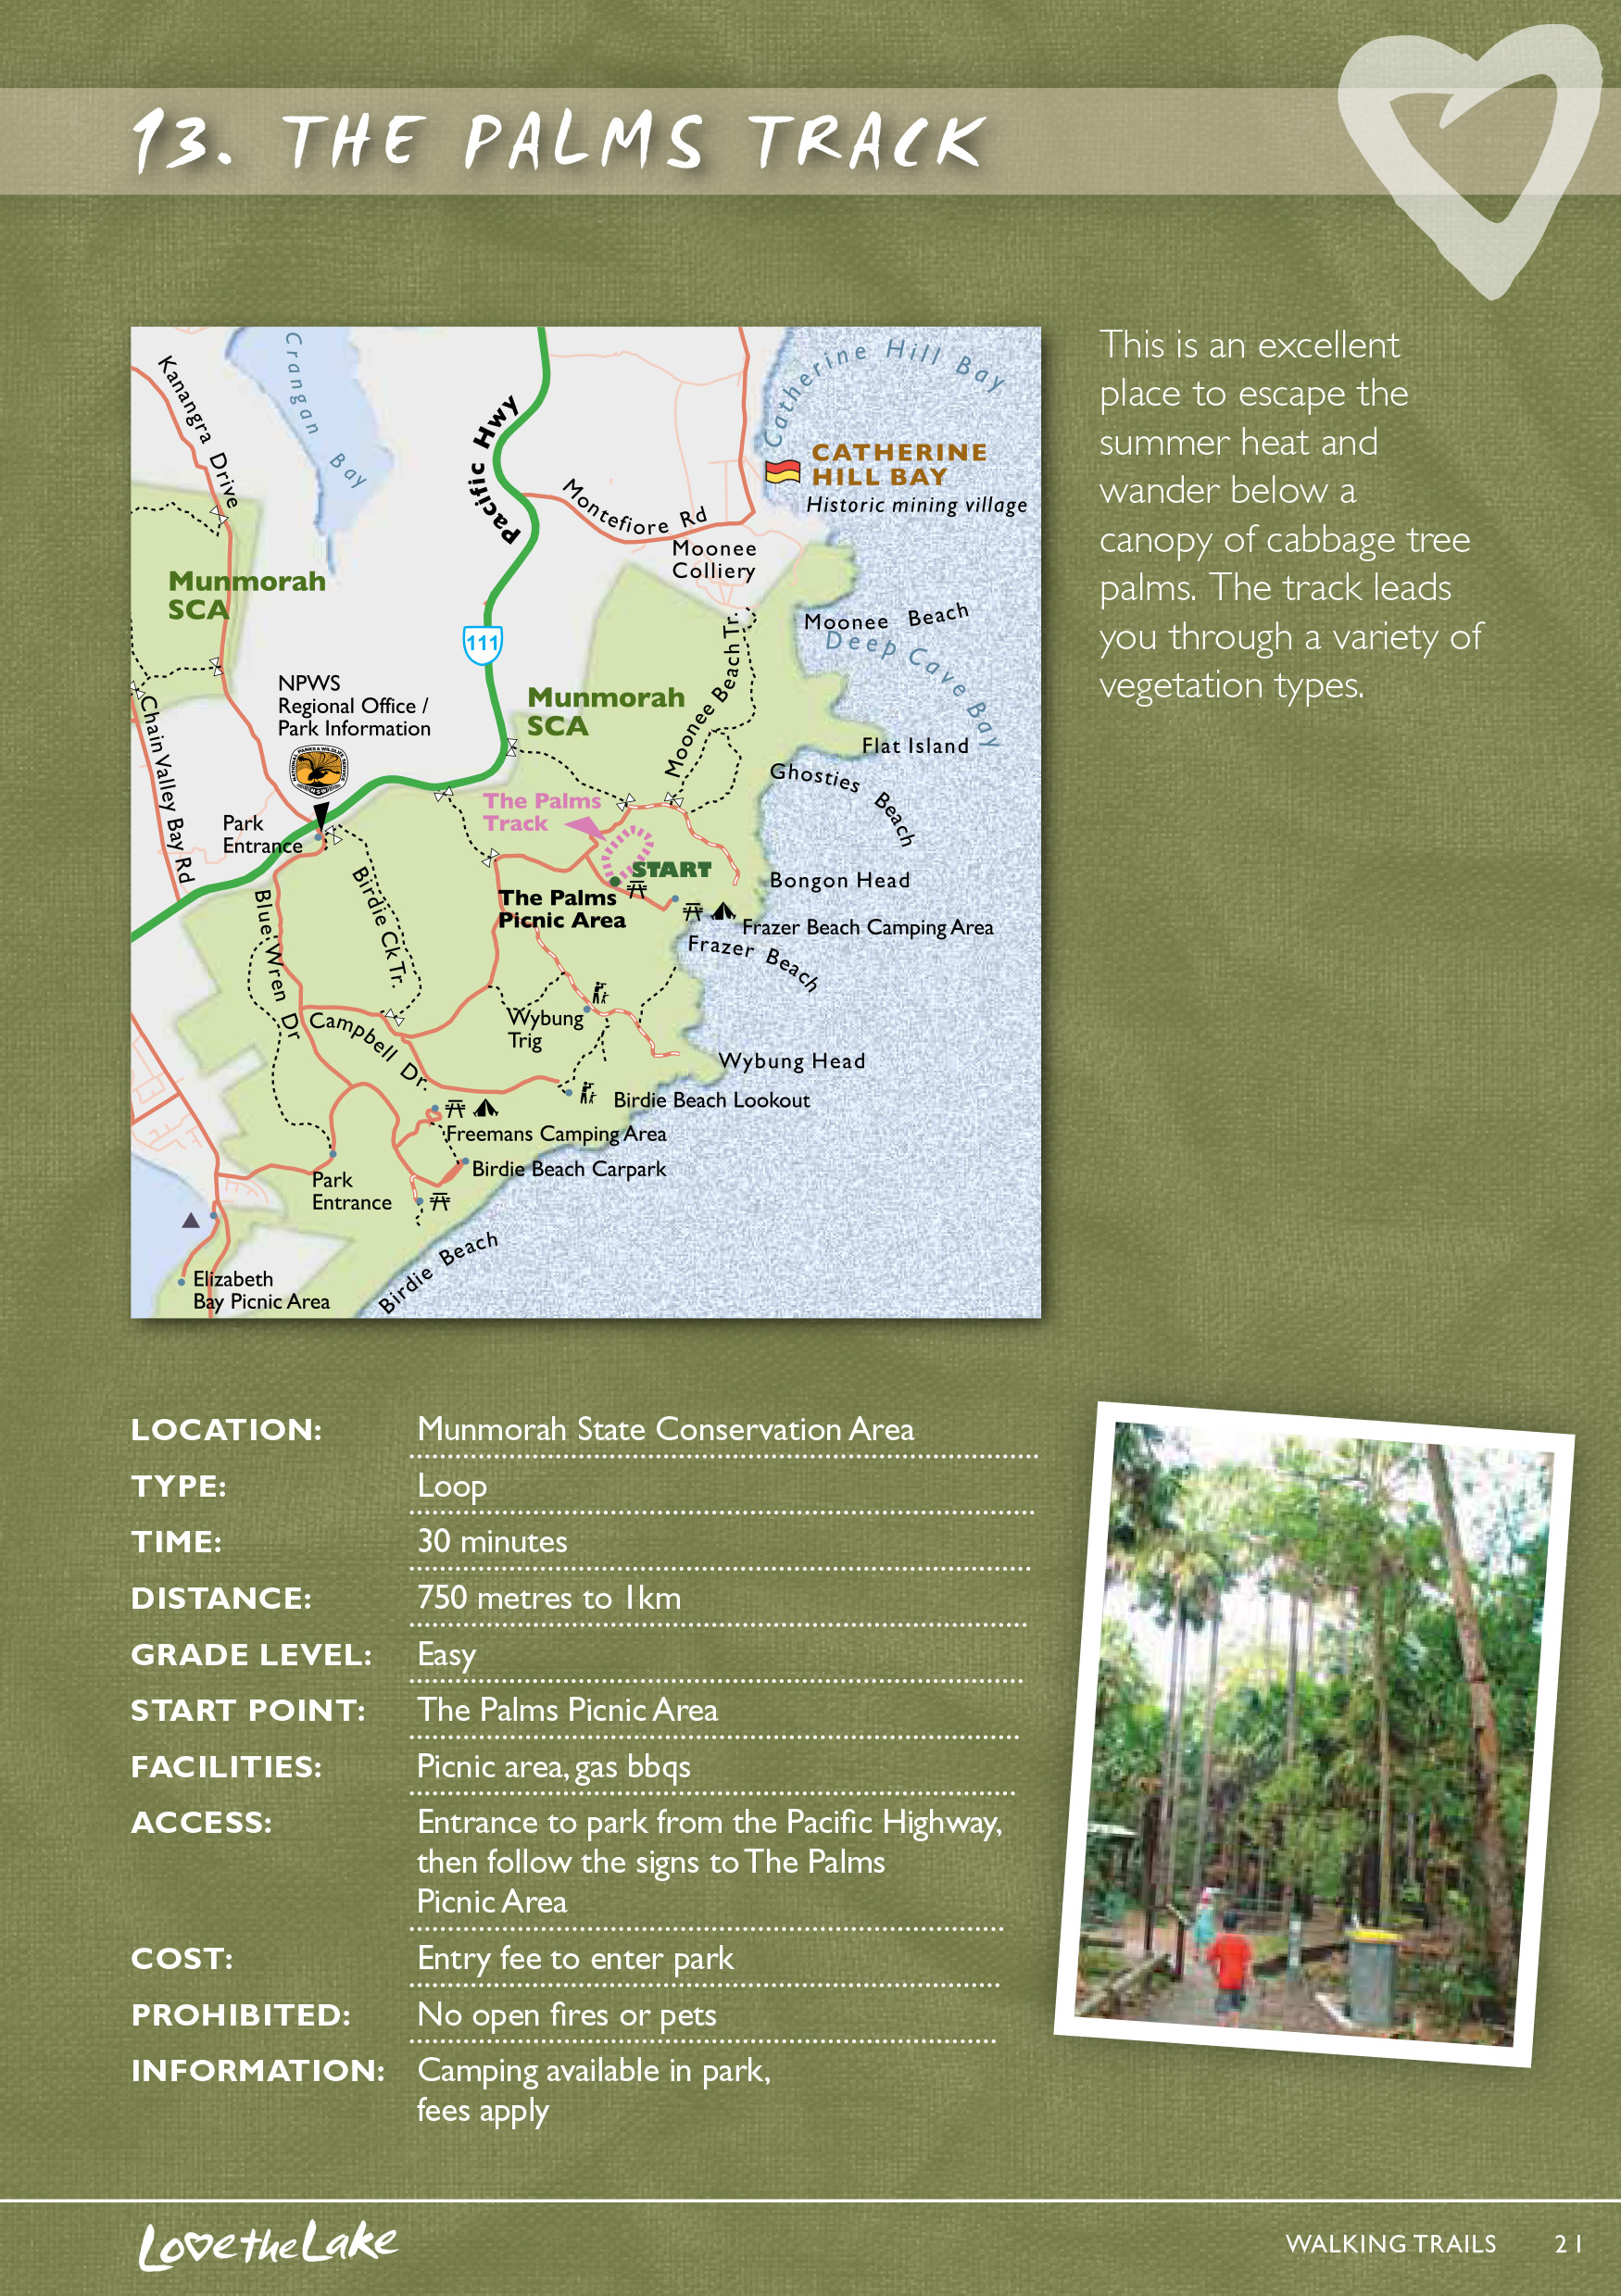 13. THE PALMS TRACK
This is an excellent
place to escape the
summer heat and
wander below a
canopy of cabbage tree
palms. The track leads
you through a variety of
vegetation types.
Crangan Bay
Kanangra Drive
Pacific Hwy
Catherine Hill Bay
CATHERINE
HILL BAY
Historic mining village
Montefiore Rd
Moonee
Colliery
Munmorah
SCA
Moonee Beach
Deep Cave Bay
111
Moonee Beach Tr.
NPWS
Regional Office /
Park Information
Munmorah
SCA
Chain Valley Bay Rd
Flat Island
Ghosties Beach
The Palms
Track
Park
Entrance
START
Birdie Ck Tr.
Bongon Head
The Palms
Picnic Area
Frazer Beach Camping Area
Frazer Beach
Blue Wren Dr
Wybung
Trig
Campbell Dr.
Wybung Head
Birdie Beach Lookout
Freemans Camping Area
Birdie Beach Carpark
Park
Entrance
Birdie Beach
Elizabeth
Bay Picnic Area
LOCATION: Munmorah State Conservation Area
TYPE: Loop
TIME: 30 minutes
DISTANCE: 750 metres to 1km
GRADE LEVEL: Easy
START POINT: The Palms Picnic Area
FACILITIES: Picnic area, gas bbqs
ACCESS: Entrance to park from the Pacific Highway,
then follow the signs to The Palms
Picnic Area
COST: Entry fee to enter park
PROHIBITED: No open fires or pets
INFORMATION: Camping available in park,
fees apply
Love the Lake
WALKING TRAILS 21